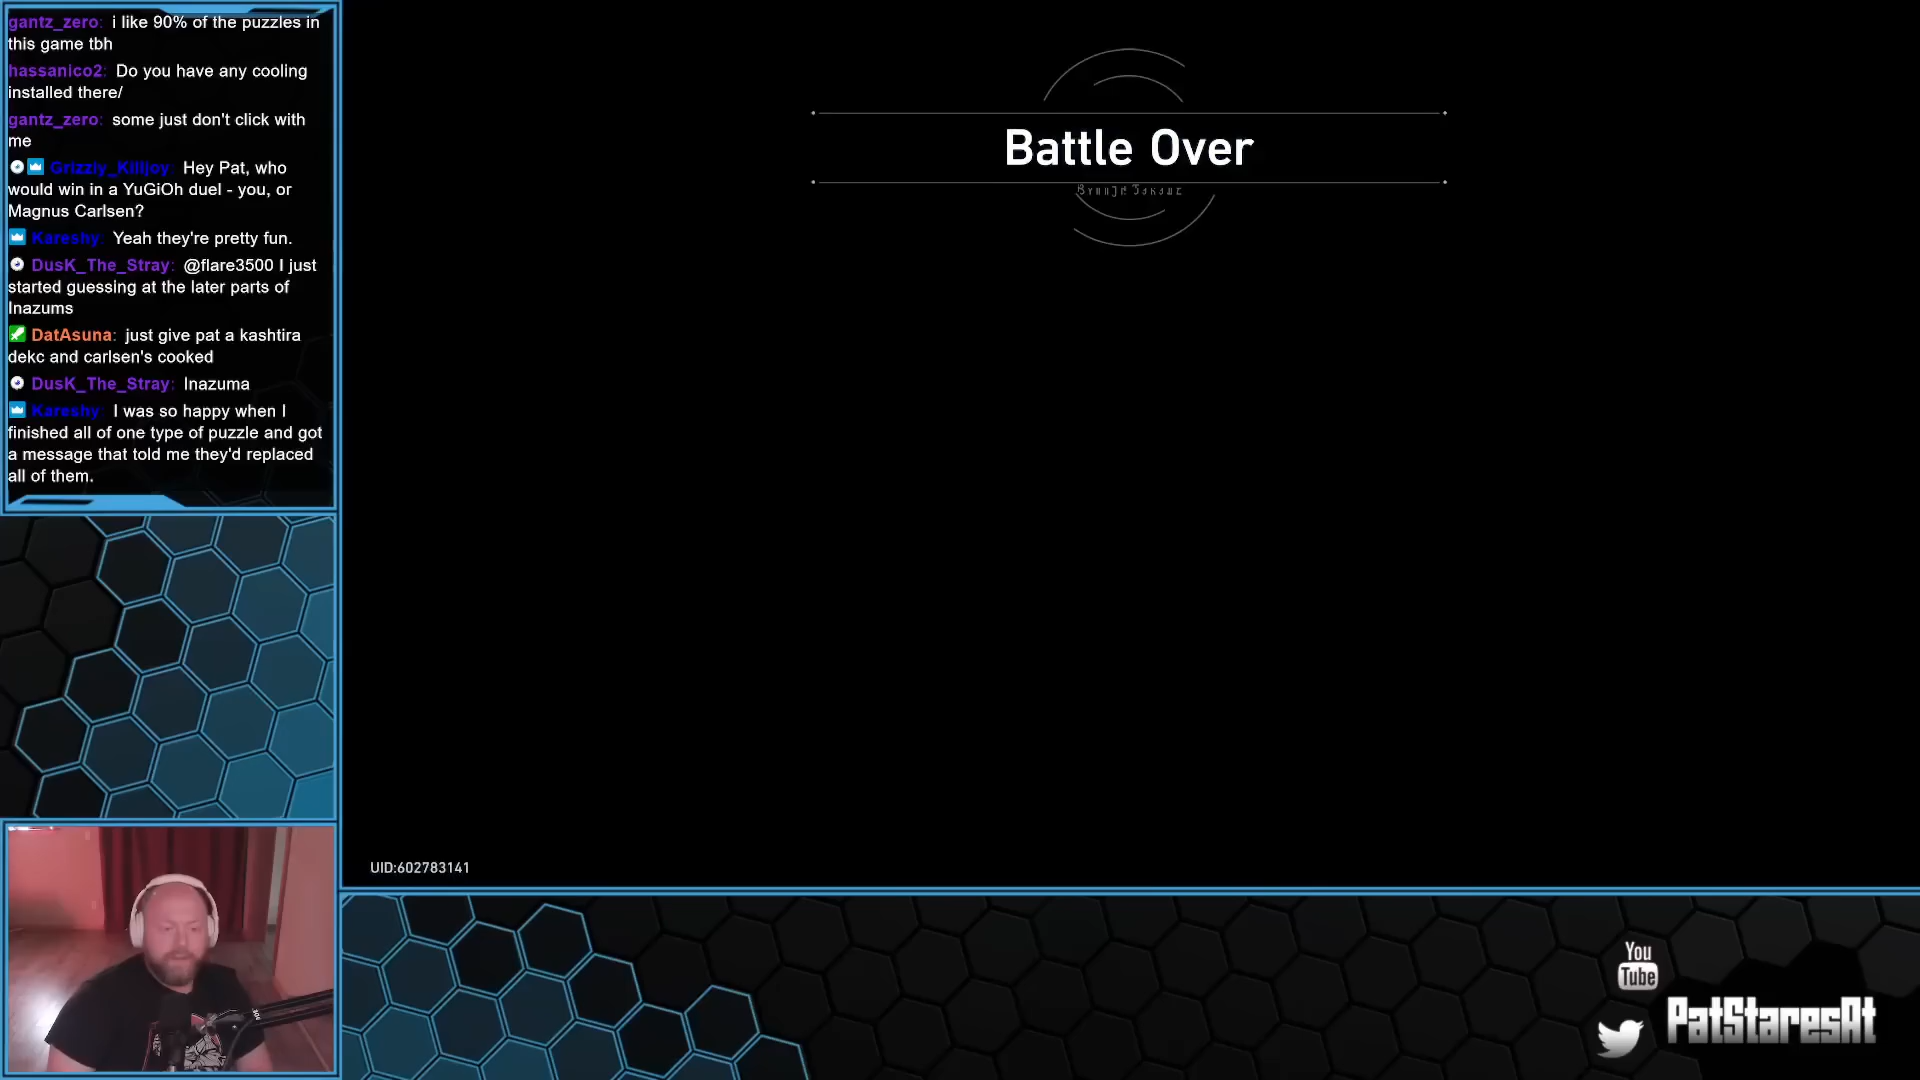 gantz_zero: i like 90% of the puzzles in
this game tbh
hassanico2: Do you have any cooling
installed there/
gantz_zero: some just don't click with
me
Grizzly_Killjoy: Hey Pat, who
would win in a YuGiOh duel - you, or
Magnus Carlsen?
Kareshy: Yeah they're pretty fun.
DusK_The_Stray: @flare3500 I just
started guessing at the later parts of
Inazums
DatAsuna: just give pat a kashtira
dekc and carlsen's cooked
DusK_The_Stray: Inazuma
Kareshy: I was so happy when I
finished all of one type of puzzle and got
a message that told me they'd replaced
all of them.
Battle Over
UID:602783141
You
Tube
PatStaresAt